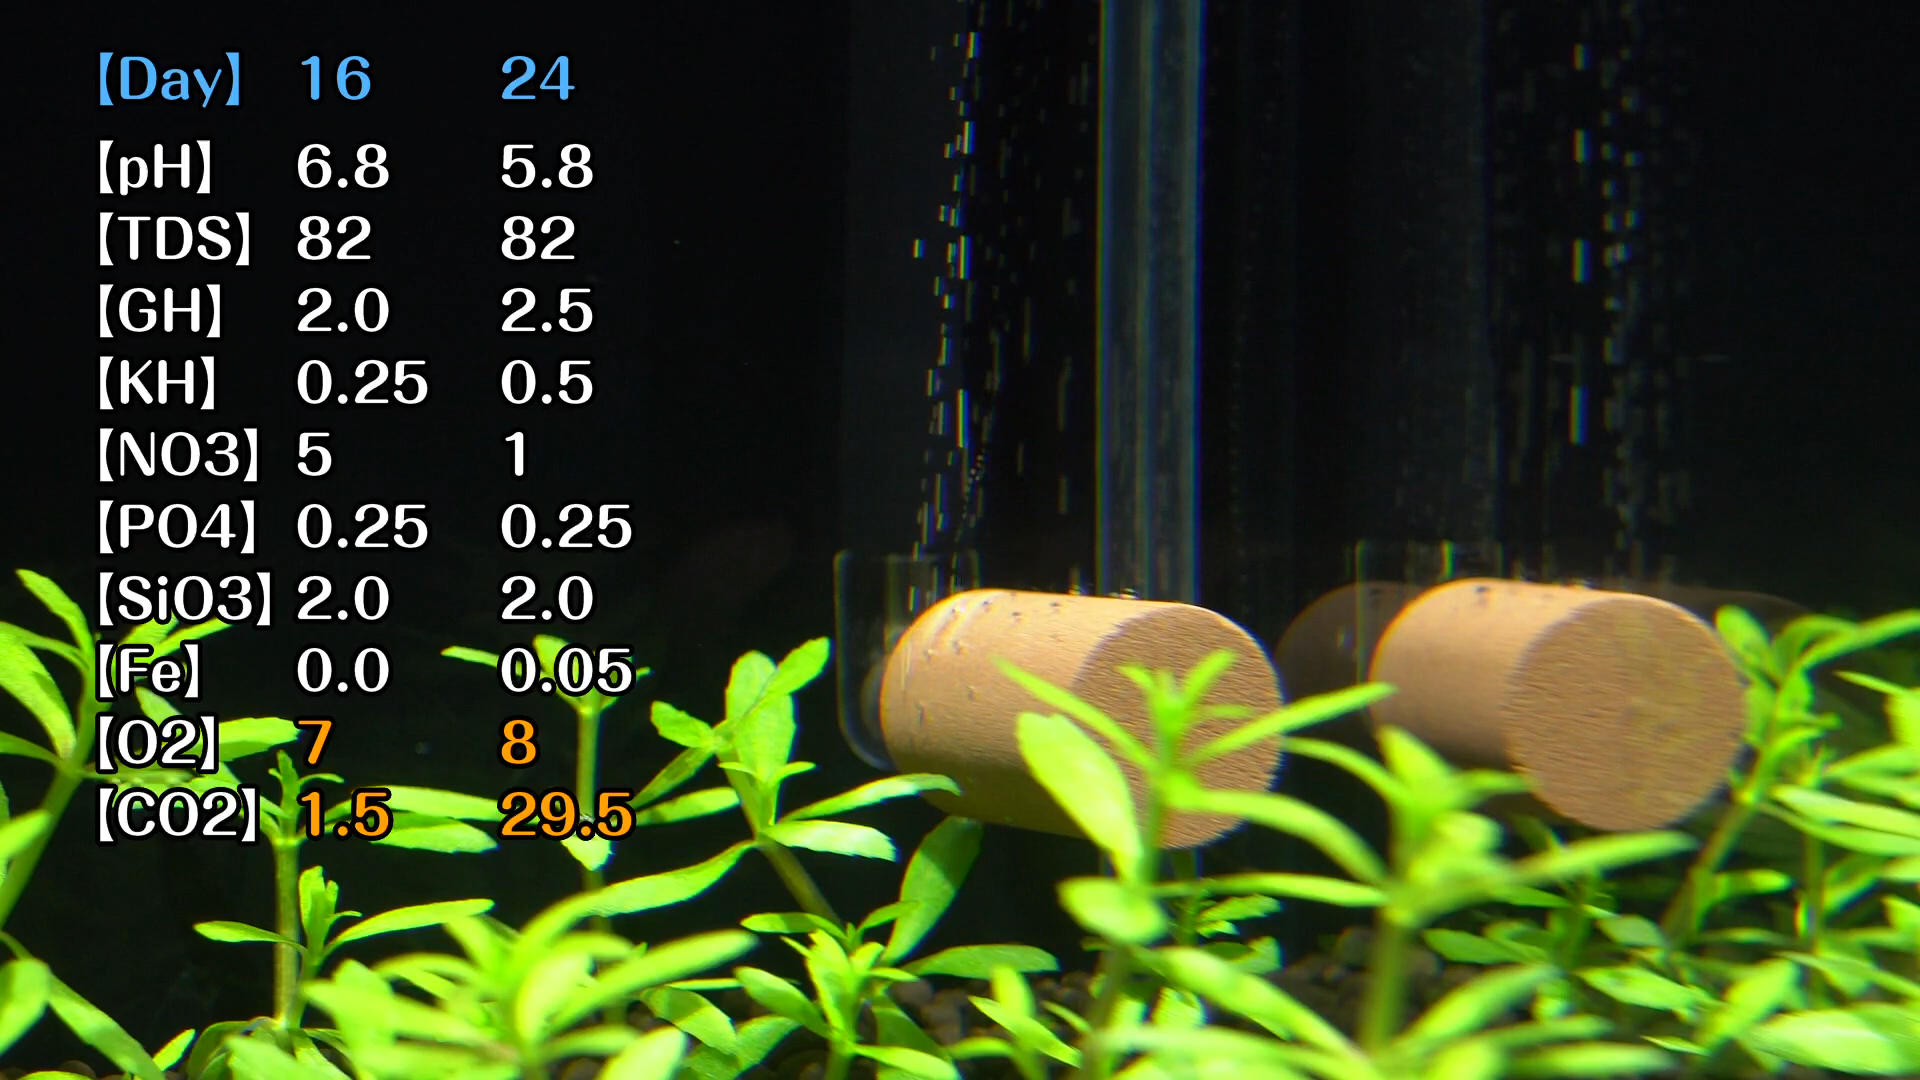 【Day】 16 24
【pH】 6.8 5.8
【TDS】 82 82
【GH】 2.0 2.5
【KH】 0.25 0.5
【NO3】 5 1
【PO4】 0.25 0.25
【SiO3】 2.0 2.0
【Fe】 0.0 0.05
【O2】 7 8
【CO2】 1.5 29.5